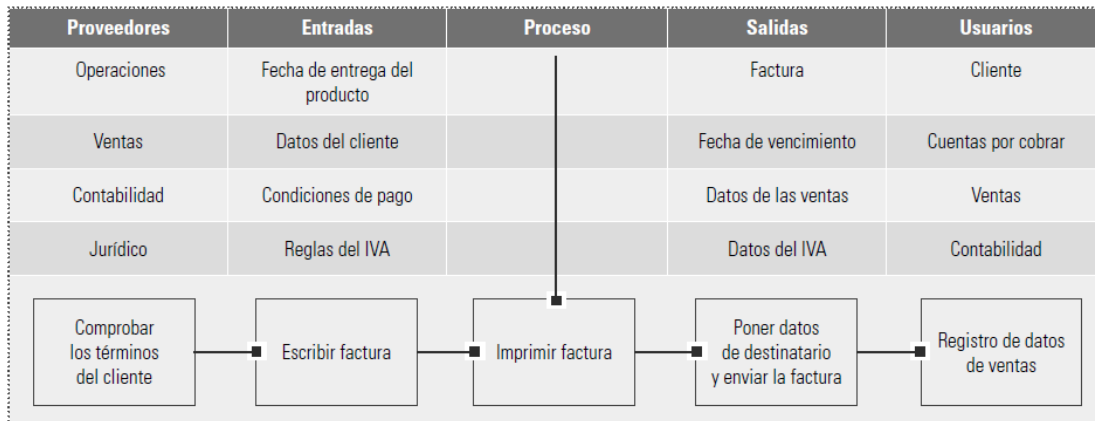 Proveedores Entradas Proceso Salidas Usuarios
Operaciones Fecha de entrega del Factura Cliente
producto
Ventas Datos del cliente Fecha de vencimiento Cuentas por cobrar
Contabilidad Condiciones de pago Datos de las ventas Ventas
Jurídico Reglas del IVA Datos del IVA Contabilidad
Comprobar
los términos
del cliente
Escribir factura
Imprimir factura
Poner datos
de destinatario
y enviar la factura
Registro de datos
de ventas